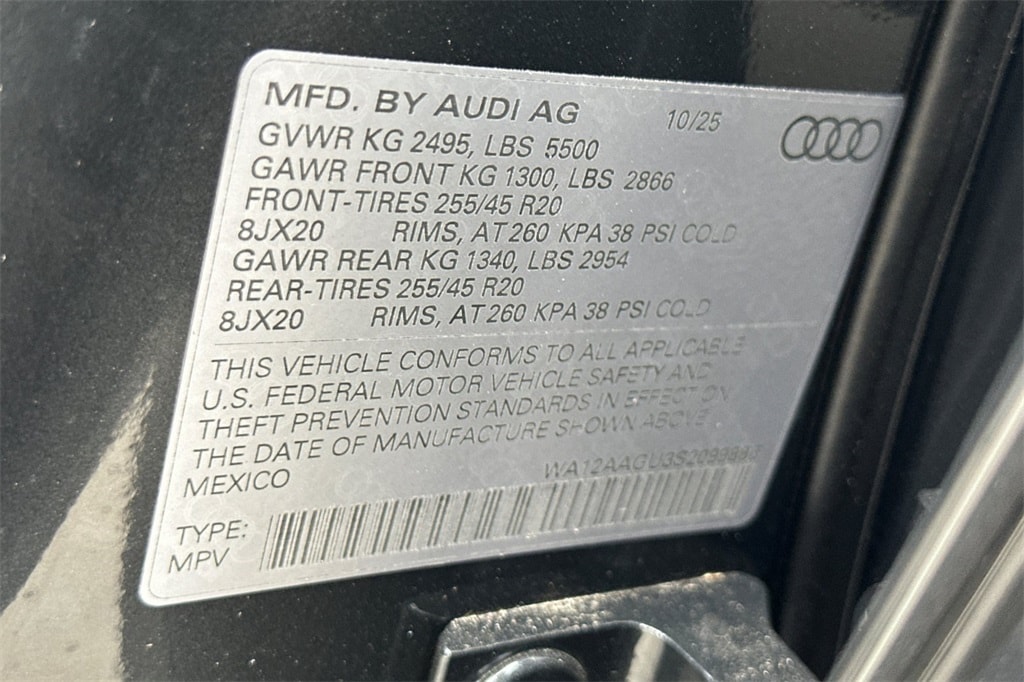 MFD. BY AUDI AG 10/25
GVWR KG 2495, LBS 5500
GAWR FRONT KG 1300, LBS 2866
FRONT-TIRES 255/45 R20
8JX20 RIMS, AT 260 KPA 38 PSI COLD
GAWR REAR KG 1340, LBS 2954
REAR-TIRES 255/45 R20
8JX20 RIMS, AT 260 KPA 38 PSI COLD
THIS VEHICLE CONFORMS TO ALL APPLICABLE
U.S. FEDERAL MOTOR VEHICLE SAFETY AND
THEFT PREVENTION STANDARDS IN EFFECT ON
THE DATE OF MANUFACTURE SHOWN ABOVE
MEXICO
TYPE:
MPV